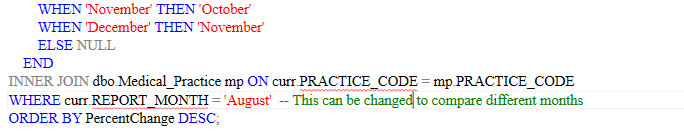 WHEN 'November' THEN 'October'
WHEN 'December' THEN 'November'
ELSE NULL
END
INNER JOIN dbo.Medical_Practice mp ON curr.PRACTICE_CODE = mp.PRACTICE_CODE
WHERE curr.REPORT_MONTH = 'August' -- This can be changed to compare different months
ORDER BY PercentChange DESC;